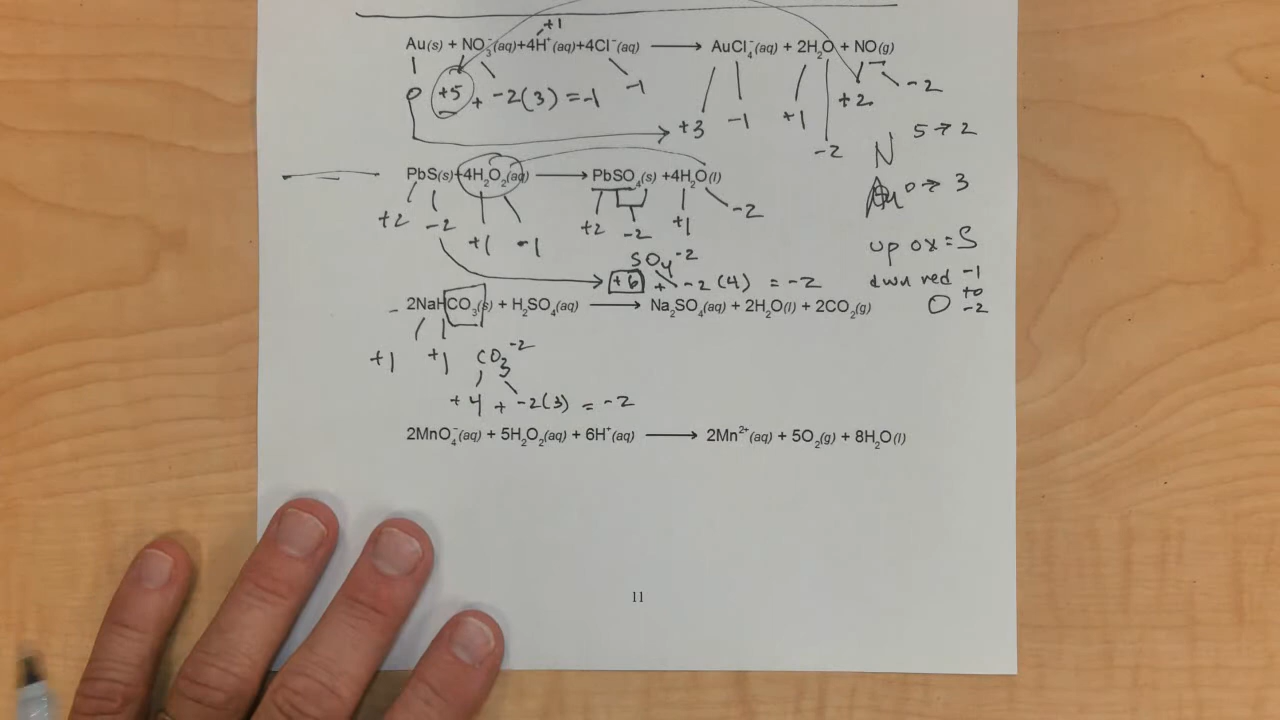 +1
Au(s) + NO₃⁻(aq)+4H⁺(aq)+4Cl⁻(aq) ⟶ AuCl₄⁻(aq) + 2H₂O + NO(g)
0 +5 + -2(3) = -1 -1 +3 -1 +1 -2 +2 -2
N 5 → 2
PbS(s)+4H₂O₂(aq) ⟶ PbSO₄(s) +4H₂O(l)
Au 0 → 3
+2 -2 +1 -1 +2 -2 +1 -2
up ox = S
SO₄⁻²
+6 + -2(4) = -2
dwn red -1
to
O -2
2NaHCO₃(s) + H₂SO₄(aq) ⟶ Na₂SO₄(aq) + 2H₂O(l) + 2CO₂(g)
+1 +1 CO₃⁻²
+4 + -2(3) = -2
2MnO₄⁻(aq) + 5H₂O₂(aq) + 6H⁺(aq) ⟶ 2Mn²⁺(aq) + 5O₂(g) + 8H₂O(l)
11